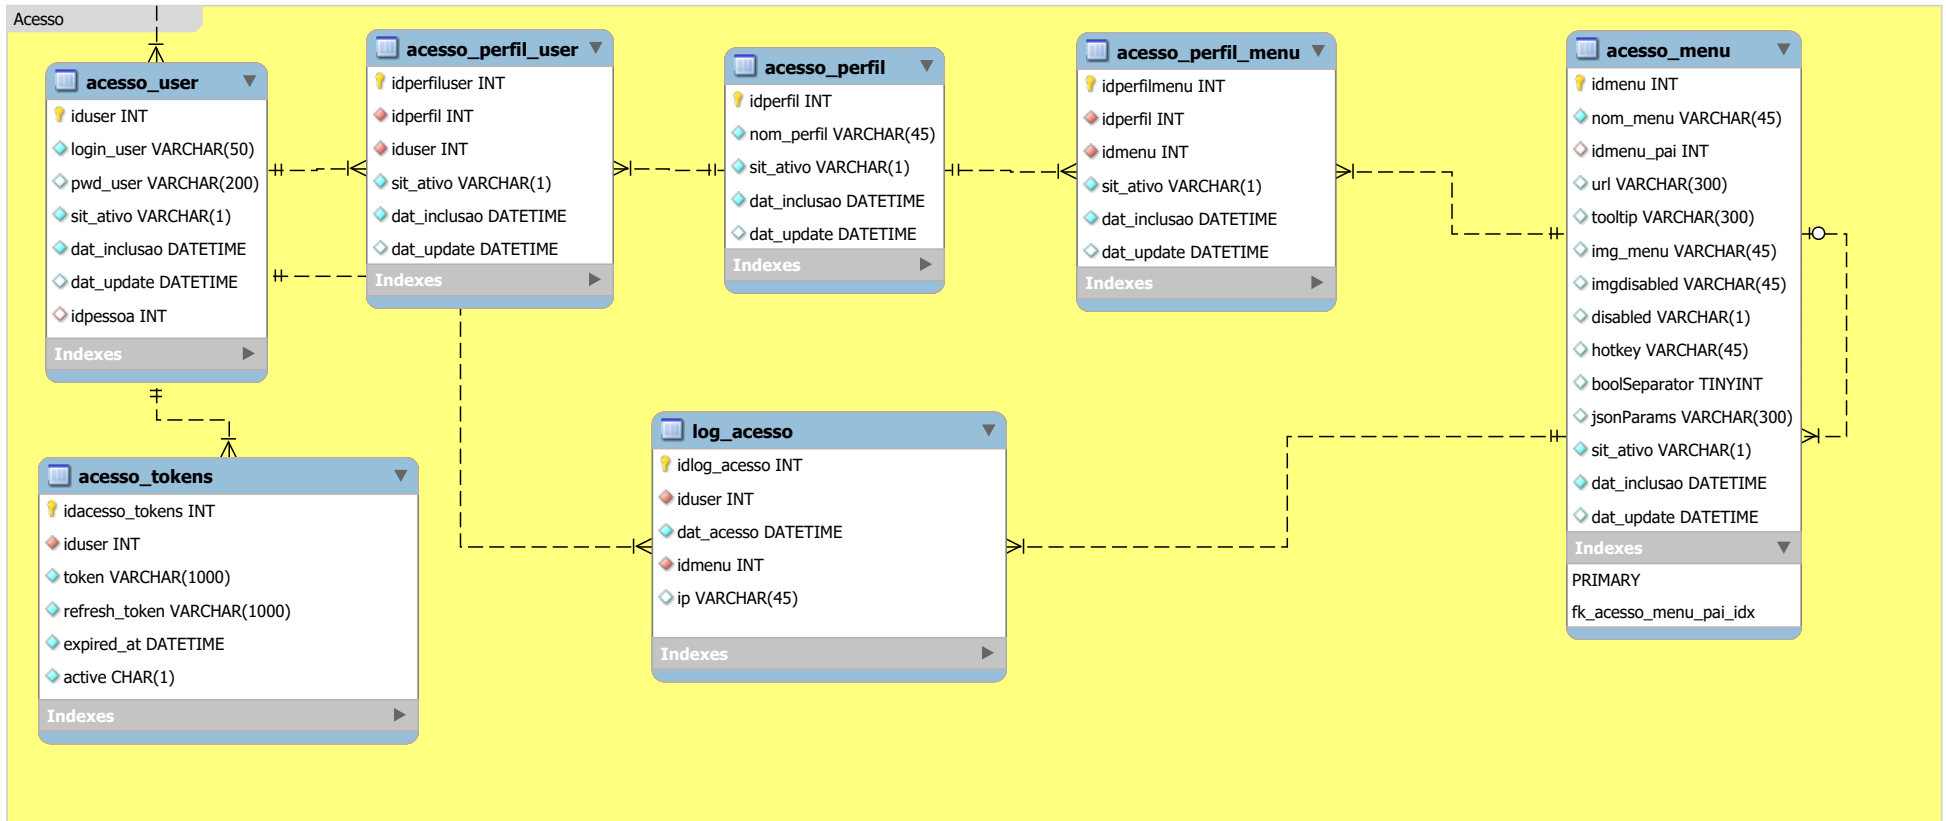 Acesso
acesso_user
iduser INT
login_user VARCHAR(50)
pwd_user VARCHAR(200)
sit_ativo VARCHAR(1)
dat_inclusao DATETIME
dat_update DATETIME
idpessoa INT
Indexes
acesso_perfil_user
idperfiluser INT
idperfil INT
iduser INT
sit_ativo VARCHAR(1)
dat_inclusao DATETIME
dat_update DATETIME
Indexes
acesso_perfil
idperfil INT
nom_perfil VARCHAR(45)
sit_ativo VARCHAR(1)
dat_inclusao DATETIME
dat_update DATETIME
Indexes
acesso_perfil_menu
idperfilmenu INT
idperfil INT
idmenu INT
sit_ativo VARCHAR(1)
dat_inclusao DATETIME
dat_update DATETIME
Indexes
acesso_menu
idmenu INT
nom_menu VARCHAR(45)
idmenu_pai INT
url VARCHAR(300)
tooltip VARCHAR(300)
img_menu VARCHAR(45)
imgdisabled VARCHAR(45)
disabled VARCHAR(1)
hotkey VARCHAR(45)
boolSeparator TINYINT
jsonParams VARCHAR(300)
sit_ativo VARCHAR(1)
dat_inclusao DATETIME
dat_update DATETIME
Indexes
PRIMARY
fk_acesso_menu_pai_idx
acesso_tokens
idacesso_tokens INT
iduser INT
token VARCHAR(1000)
refresh_token VARCHAR(1000)
expired_at DATETIME
active CHAR(1)
Indexes
log_acesso
idlog_acesso INT
iduser INT
dat_acesso DATETIME
idmenu INT
ip VARCHAR(45)
Indexes